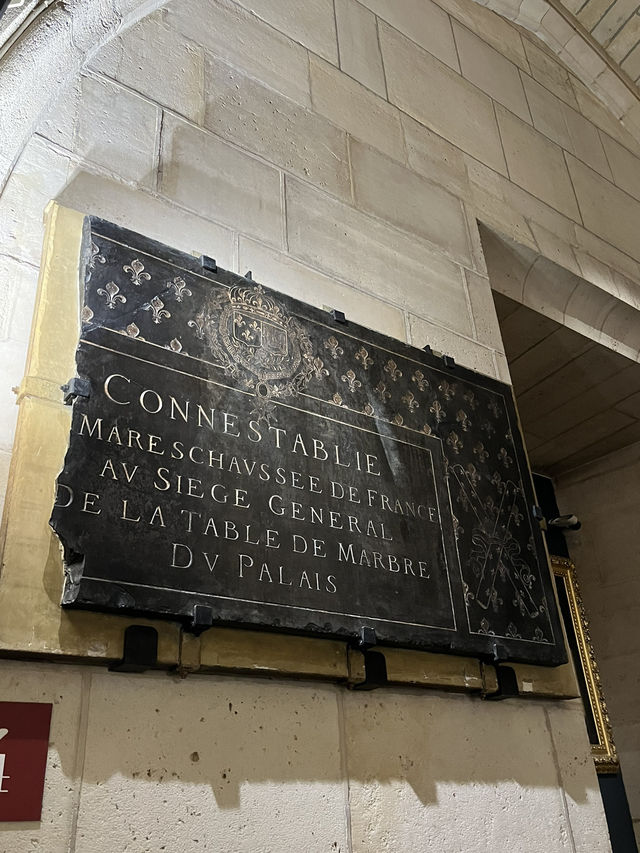 CONNESTABLIE
MARESCHAVSSEE DE FRANCE
AV SIEGE GENERAL
DE LA TABLE DE MARBRE
DV PALAIS